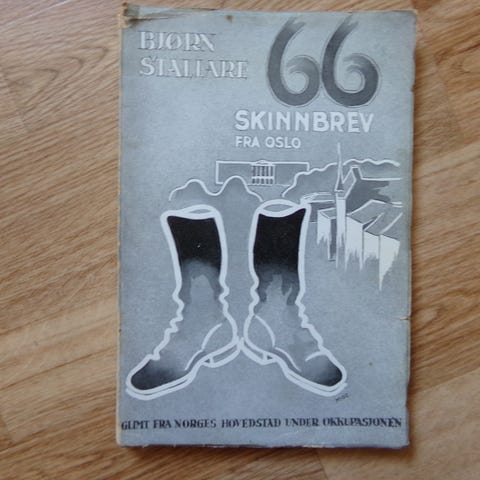 BJØRN
STALLARE
66
SKINNBREV
FRA OSLO
GLIMT FRA NORGES HOVEDSTAD UNDER OKKUPASJONEN